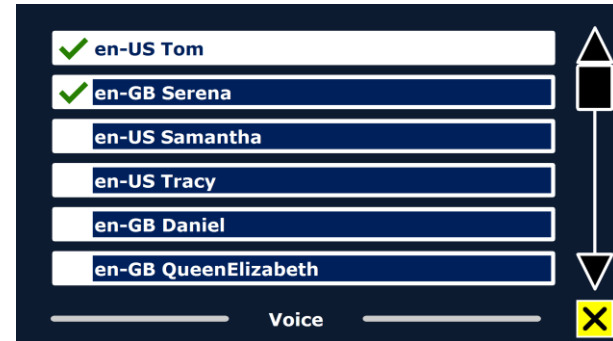 en-US Tom
en-GB Serena
en-US Samantha
en-US Tracy
en-GB Daniel
en-GB QueenElizabeth
Voice